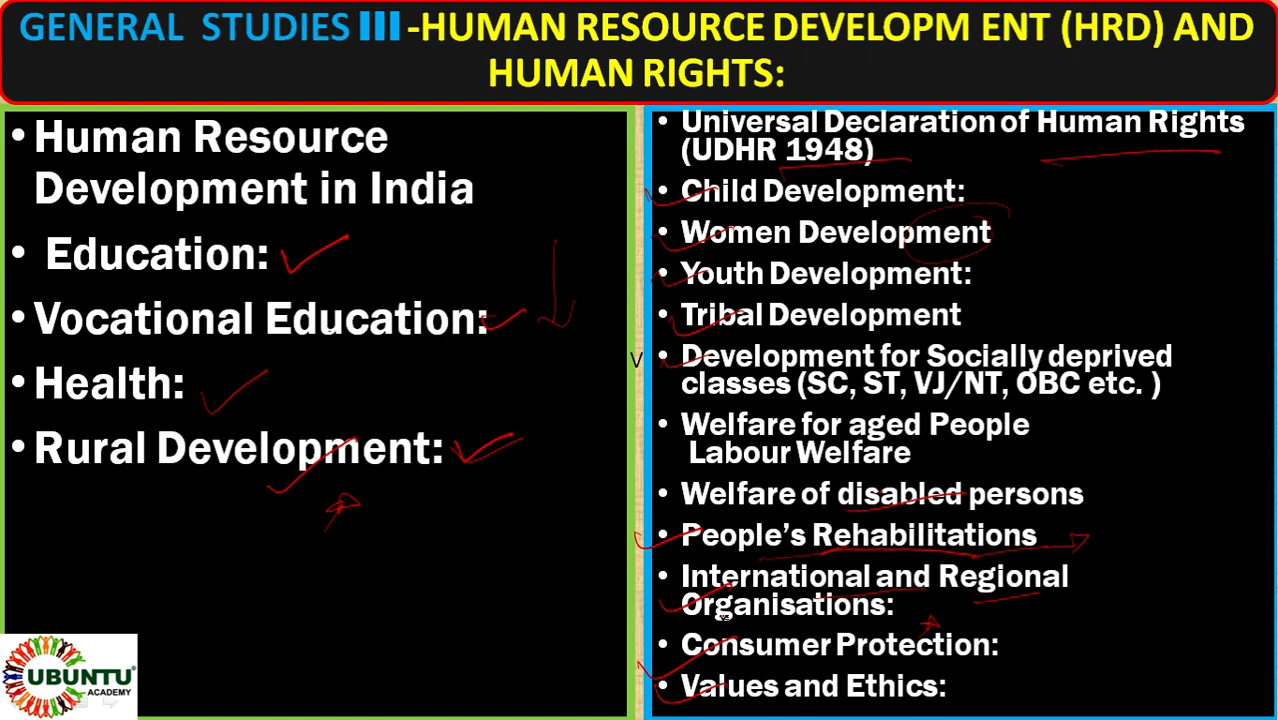 GENERAL STUDIES III -HUMAN RESOURCE DEVELOPM ENT (HRD) AND
HUMAN RIGHTS:
• Human Resource
Development in India
• Education:
• Vocational Education:
• Health:
• Rural Development:
• Universal Declaration of Human Rights
(UDHR 1948)
• Child Development:
• Women Development
• Youth Development:
• Tribal Development
• Development for Socially deprived
classes (SC, ST, VJ/NT, OBC etc. )
• Welfare for aged People
Labour Welfare
• Welfare of disabled persons
• People’s Rehabilitations
• International and Regional
Organisations:
• Consumer Protection:
• Values and Ethics:
V
UBUNTU
ACADEMY